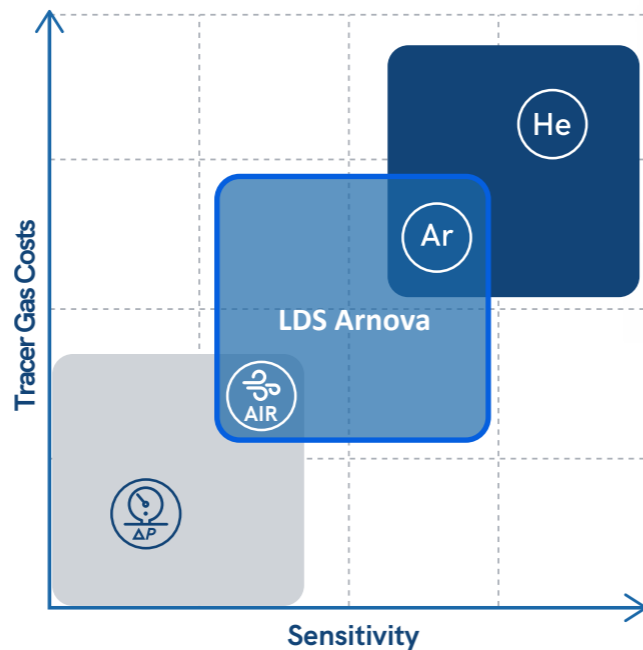 He
Ar
Tracer Gas Costs
LDS Arnova
AIR
ΔP
Sensitivity